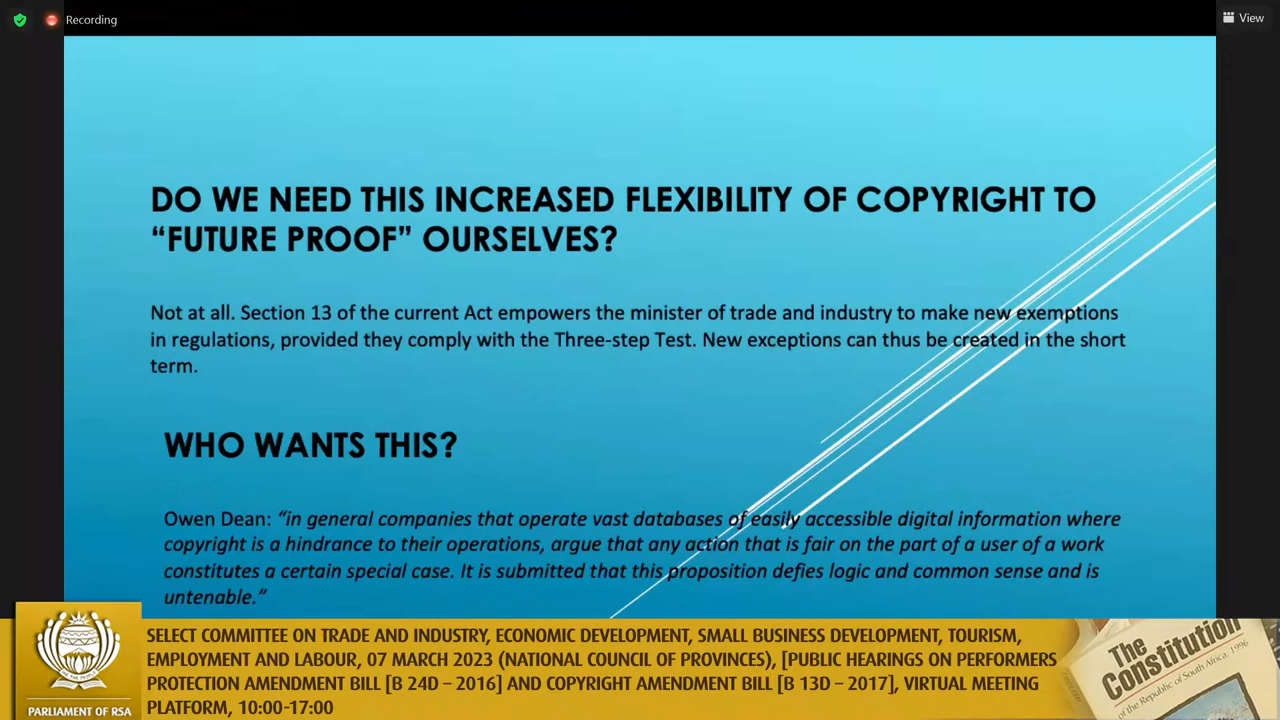 Recording
View
DO WE NEED THIS INCREASED FLEXIBILITY OF COPYRIGHT TO
“FUTURE PROOF” OURSELVES?
Not at all. Section 13 of the current Act empowers the minister of trade and industry to make new exemptions
in regulations, provided they comply with the Three-step Test. New exceptions can thus be created in the short
term.
WHO WANTS THIS?
Owen Dean: “in general companies that operate vast databases of easily accessible digital information where
copyright is a hindrance to their operations, argue that any action that is fair on the part of a user of a work
constitutes a certain special case. It is submitted that this proposition defies logic and common sense and is
untenable.”
SELECT COMMITTEE ON TRADE AND INDUSTRY, ECONOMIC DEVELOPMENT, SMALL BUSINESS DEVELOPMENT, TOURISM,
EMPLOYMENT AND LABOUR, 07 MARCH 2023 (NATIONAL COUNCIL OF PROVINCES), [PUBLIC HEARINGS ON PERFORMERS
PROTECTION AMENDMENT BILL [B 24D – 2016] AND COPYRIGHT AMENDMENT BILL [B 13D – 2017], VIRTUAL MEETING
PLATFORM, 10:00-17:00
PARLIAMENT OF RSA
The
Constitution
of the Republic of South Africa, 1996